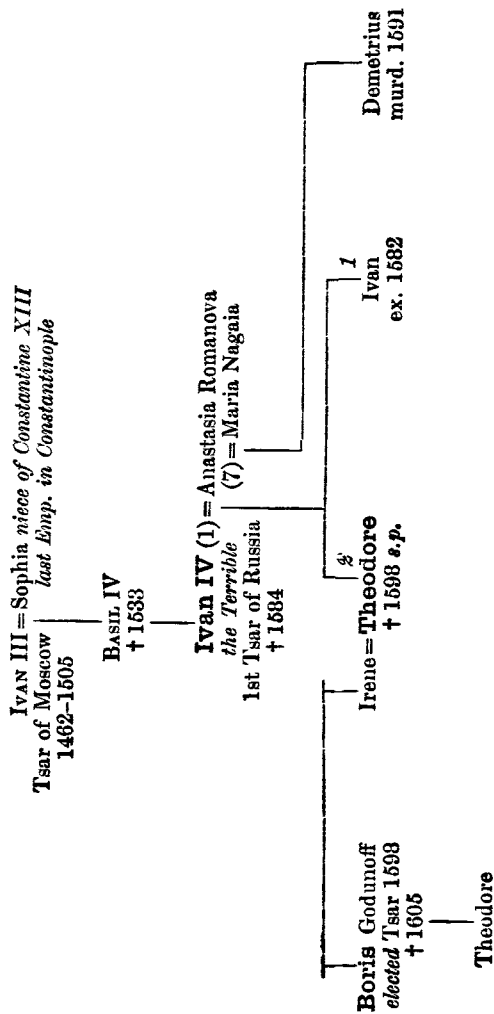 IVAN III = Sophia niece of Constantine XIII
Tsar of Moscow last Emp. in Constantinople
1462–1505
BASIL IV
† 1533
Ivan IV (1) = Anastasia Romanova
the Terrible (7) = Maria Nagaia
1st Tsar of Russia
† 1584
2 1
Boris Godunoff Irene = Theodore Ivan Demetrius
elected Tsar 1598 † 1598 s.p. ex. 1582 murd. 1591
† 1605
Theodore